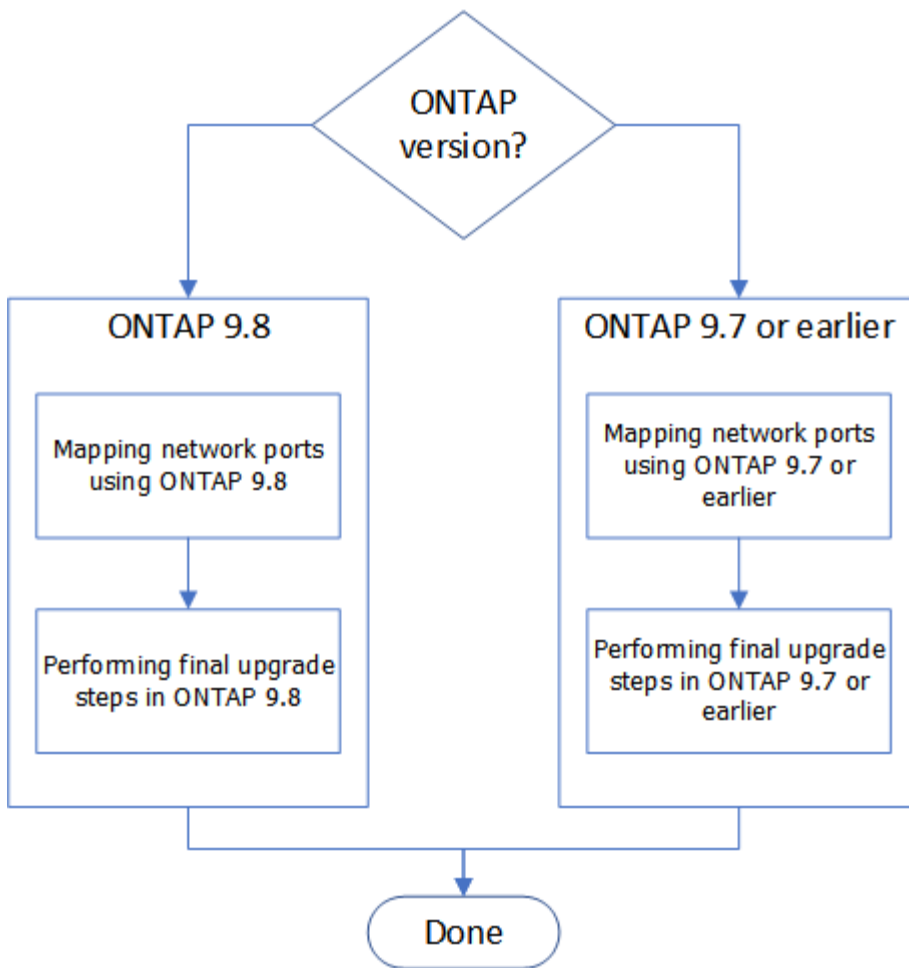 ONTAP
version?
ONTAP 9.8
Mapping network ports
using ONTAP 9.8
Performing final upgrade
steps in ONTAP 9.8
ONTAP 9.7 or earlier
Mapping network ports
using ONTAP 9.7 or
earlier
Performing final upgrade
steps in ONTAP 9.7 or
earlier
Done